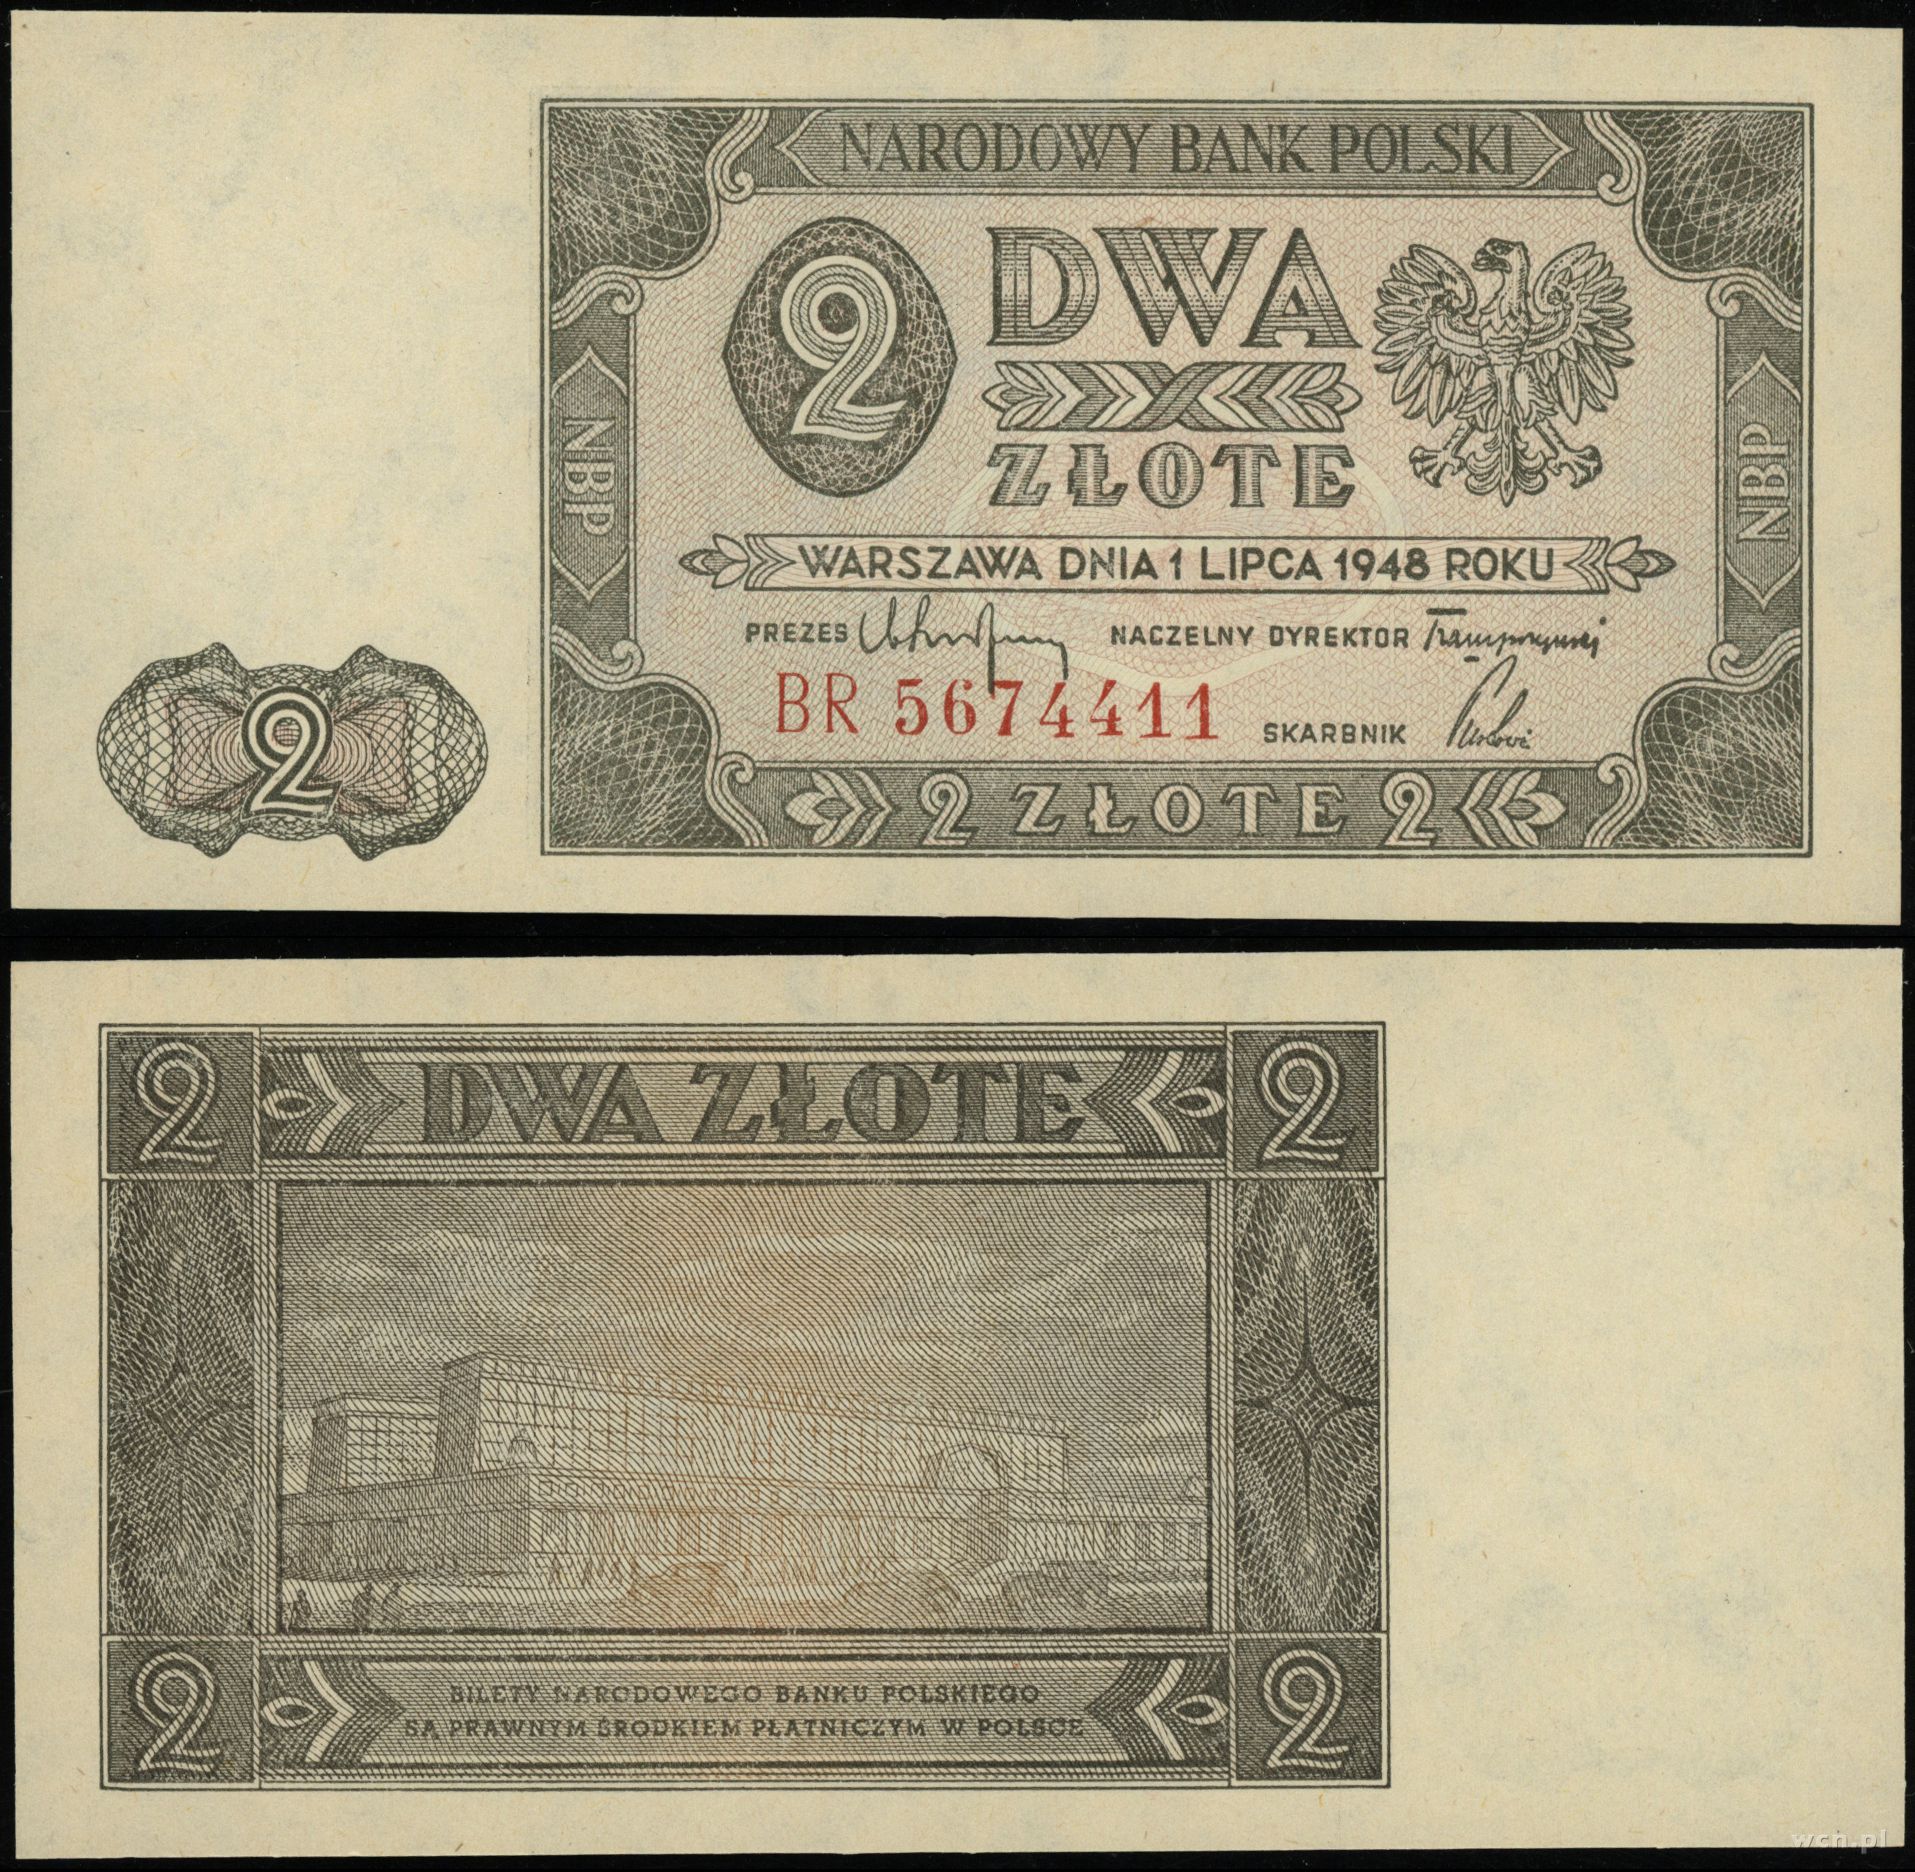 NARODOWY BANK POLSKI
2 DWA
ZŁOTE
NBP
NBP
WARSZAWA DNIA 1 LIPCA 1948 ROKU
PREZES NACZELNY DYREKTOR
BR 5674411 SKARBNIK
2
2 ZŁOTE 2
2 DWA ZŁOTE 2
2 BILETY NARODOWEGO BANKU POLSKIEGO 2
SĄ PRAWNYM ŚRODKIEM PŁATNICZYM W POLSCE
wcn.pl